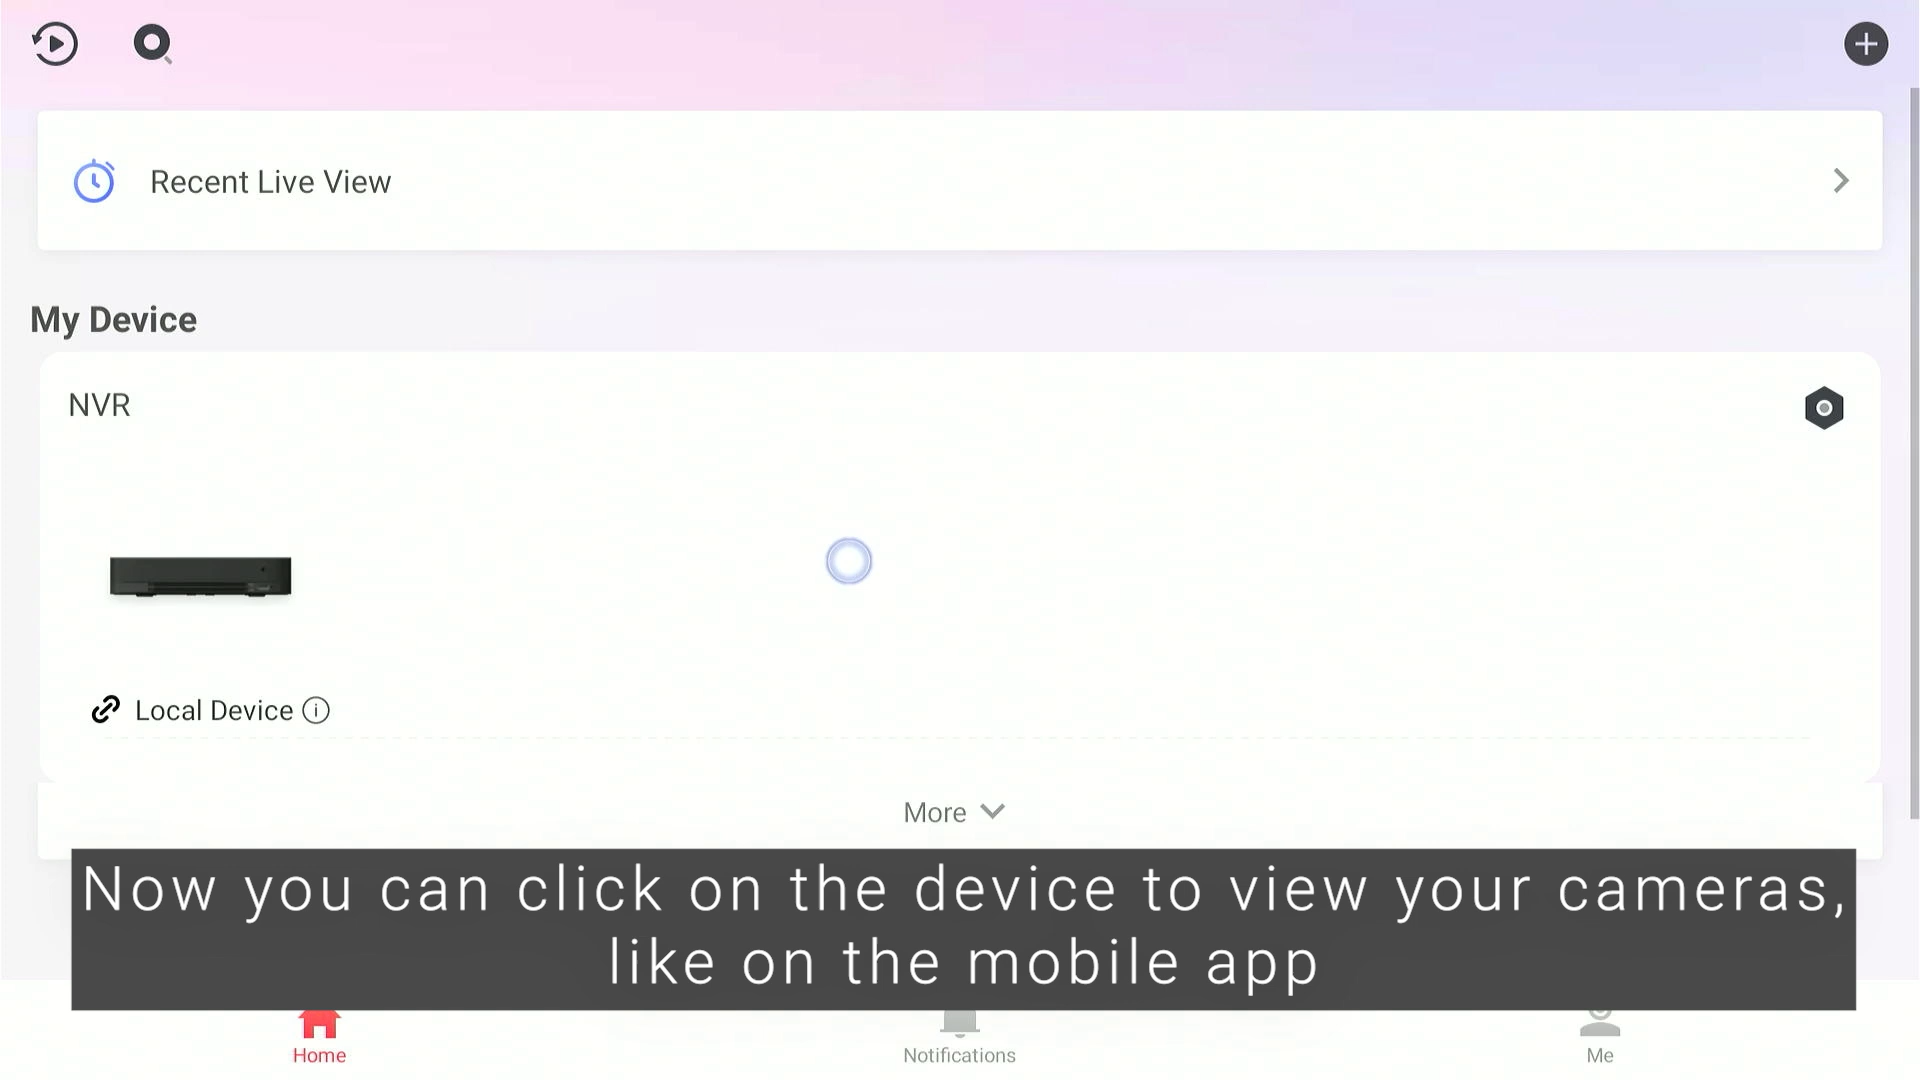 Recent Live View
My Device
NVR
Local Device
More
Now you can click on the device to view your cameras,
like on the mobile app
Home
Notifications
Me